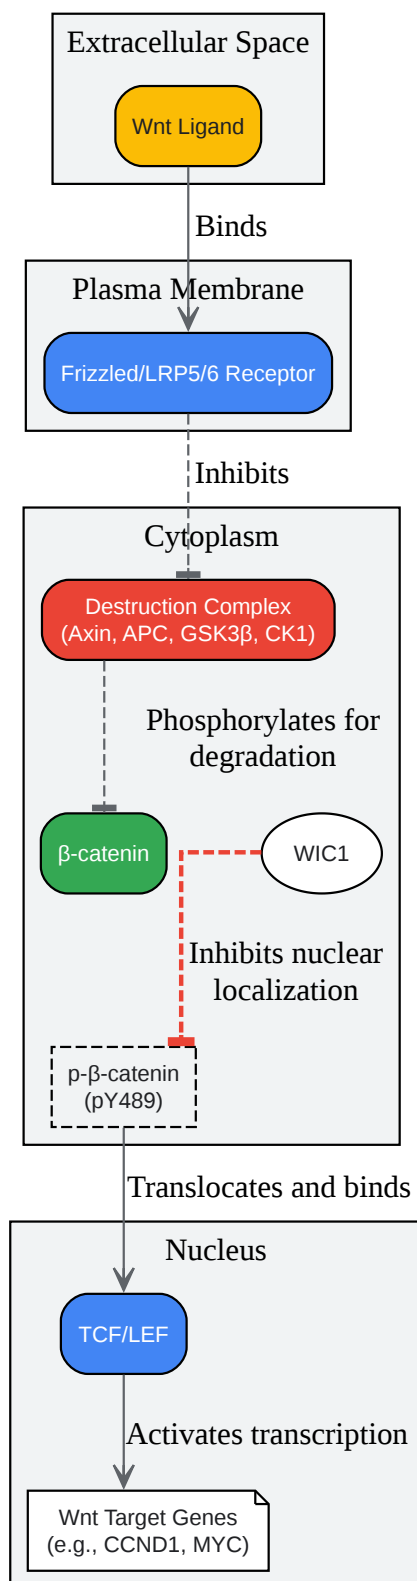 Extracellular Space
Wnt Ligand
Binds
Plasma Membrane
Frizzled/LRP5/6 Receptor
Inhibits
Cytoplasm
Destruction Complex
(Axin, APC, GSK3β, CK1)
Phosphorylates for
degradation
β-catenin
WIC1
Inhibits nuclear
localization
p-β-catenin
(pY489)
Translocates and binds
Nucleus
TCF/LEF
Activates transcription
Wnt Target Genes
(e.g., CCND1, MYC)